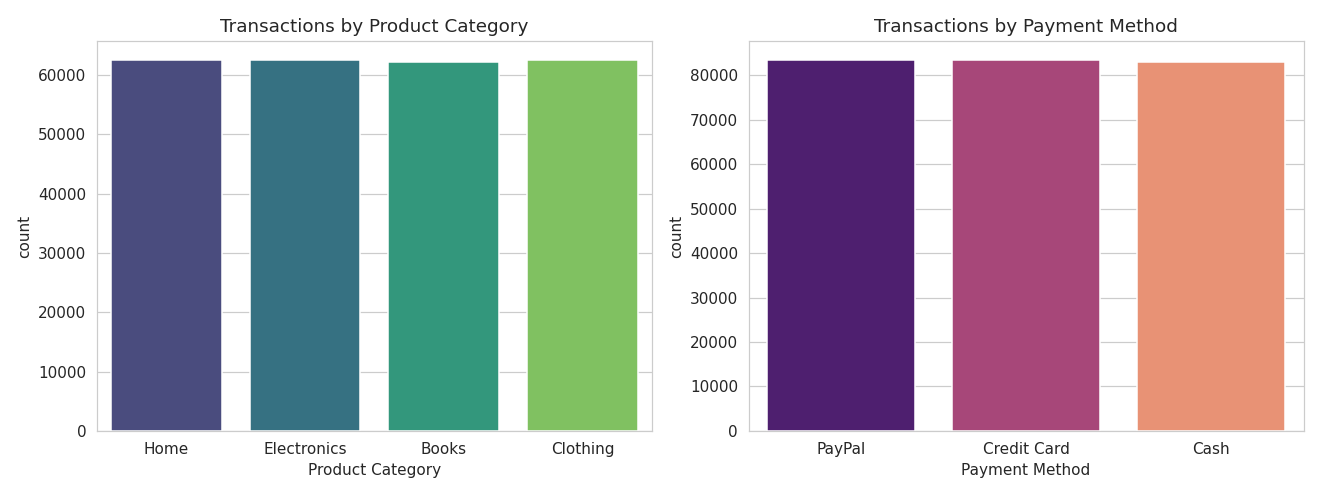 Transactions by Product Category
count
60000
50000
40000
30000
20000
10000
0
Home Electronics Books Clothing
Product Category
Transactions by Payment Method
count
80000
70000
60000
50000
40000
30000
20000
10000
0
PayPal Credit Card Cash
Payment Method